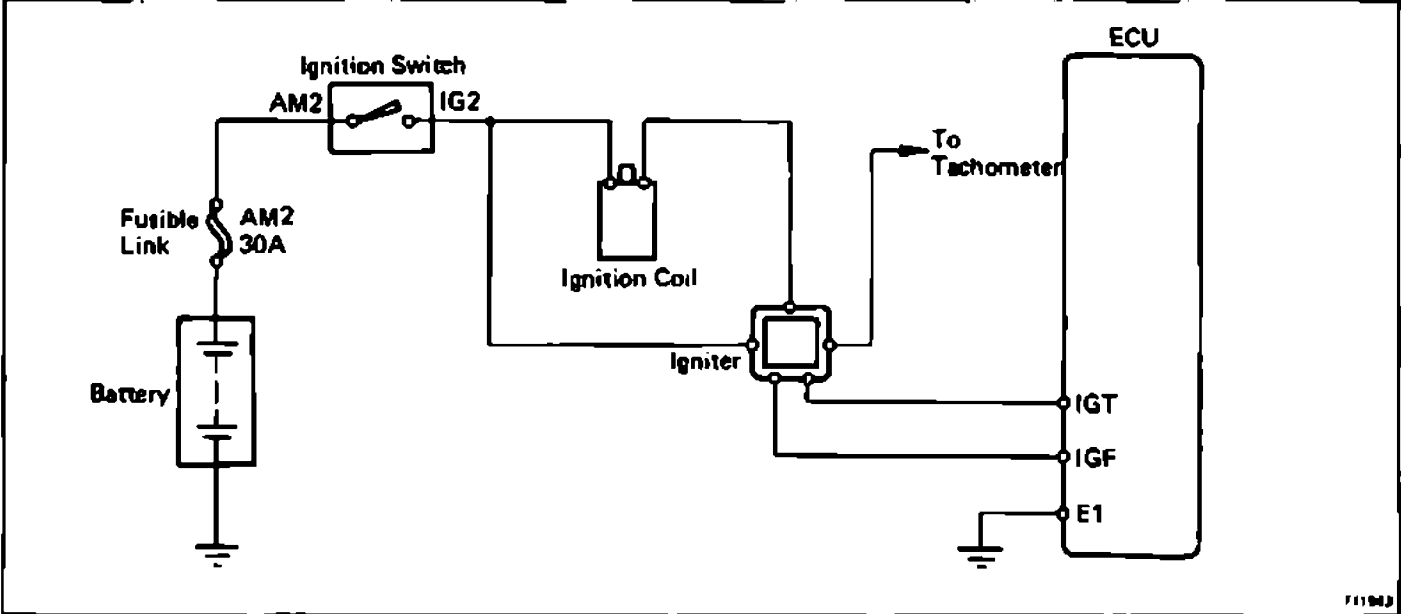 ECU
Ignition Switch
AM2
IG2
To
Tachometer
Fusible
Link
AM2
30A
Ignition Coil
Igniter
Battery
IGT
IGF
E1